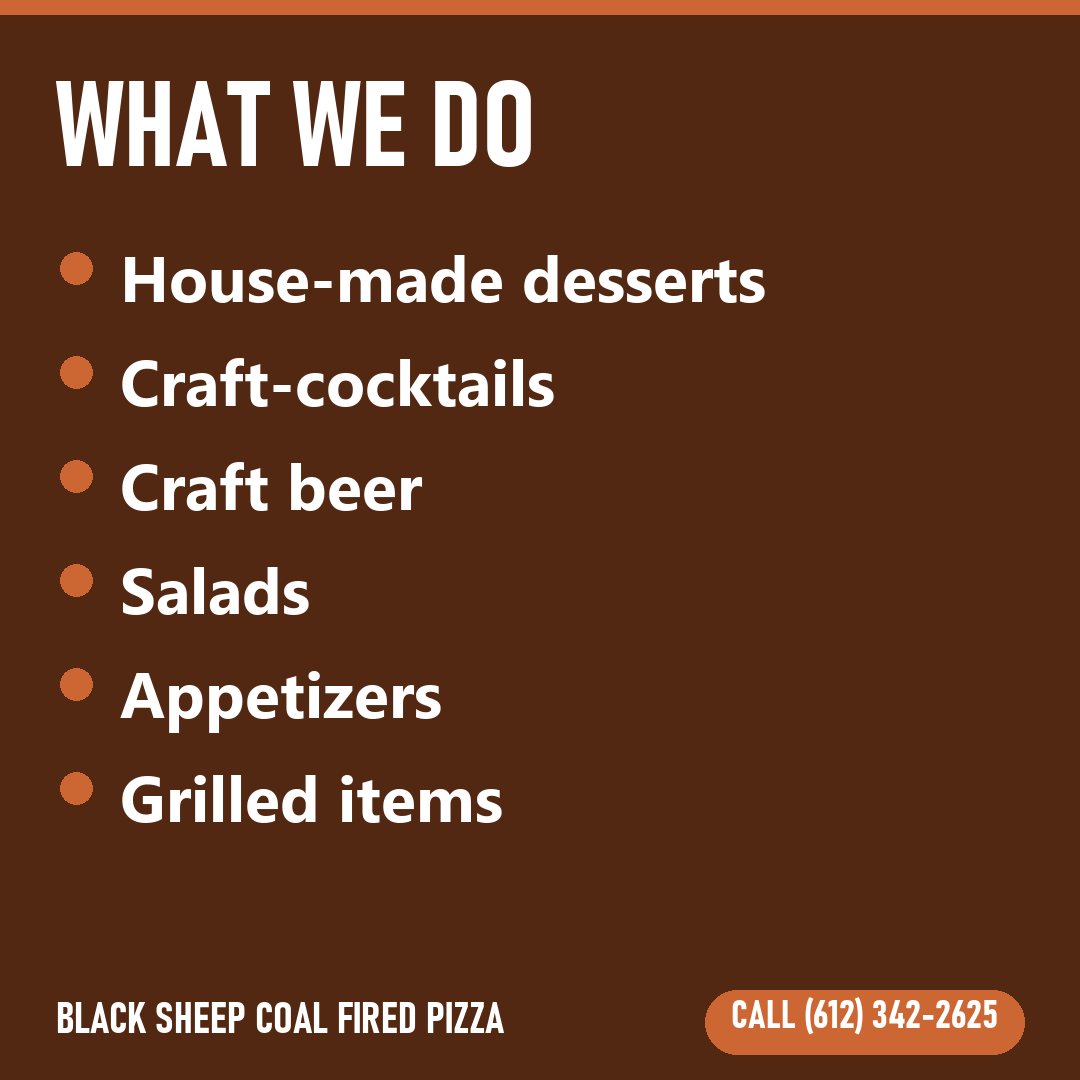 WHAT WE DO
House-made desserts
Craft-cocktails
Craft beer
Salads
Appetizers
Grilled items
BLACK SHEEP COAL FIRED PIZZA
CALL (612) 342-2625